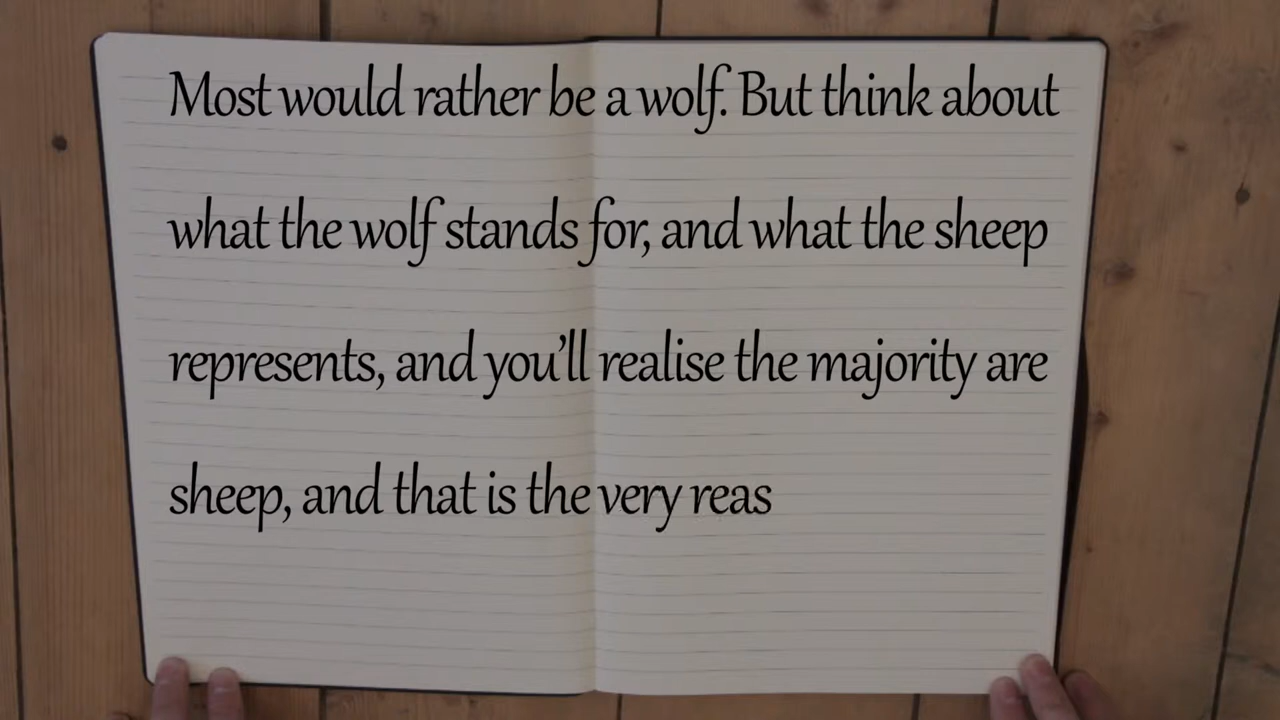 Most would rather be a wolf. But think about
what the wolf stands for, and what the sheep
represents, and you’ll realise the majority are
sheep, and that is the very reas